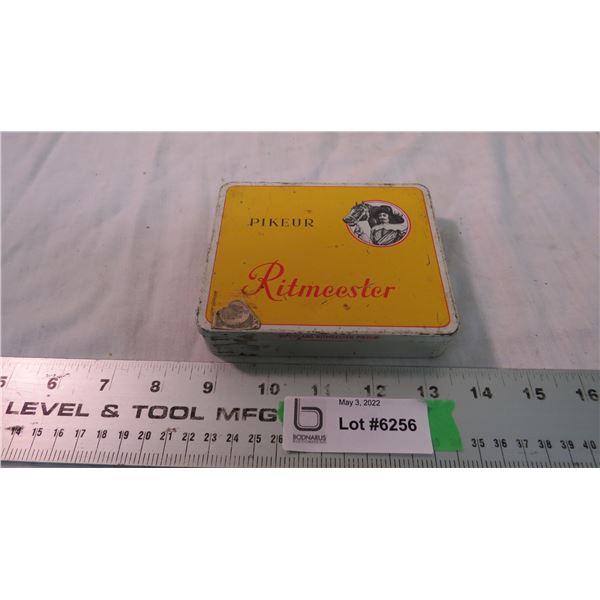 PIKEUR
Ritmeester
5 6 7 8 9 10 11 12 13 14 15 16
LEVEL & TOOL MFG
May 3, 2022
Lot #6256
b
BODNARUS
14 15 16 17 18 19 20 21 22 23 24 25 26
35 36 37 38 39 40